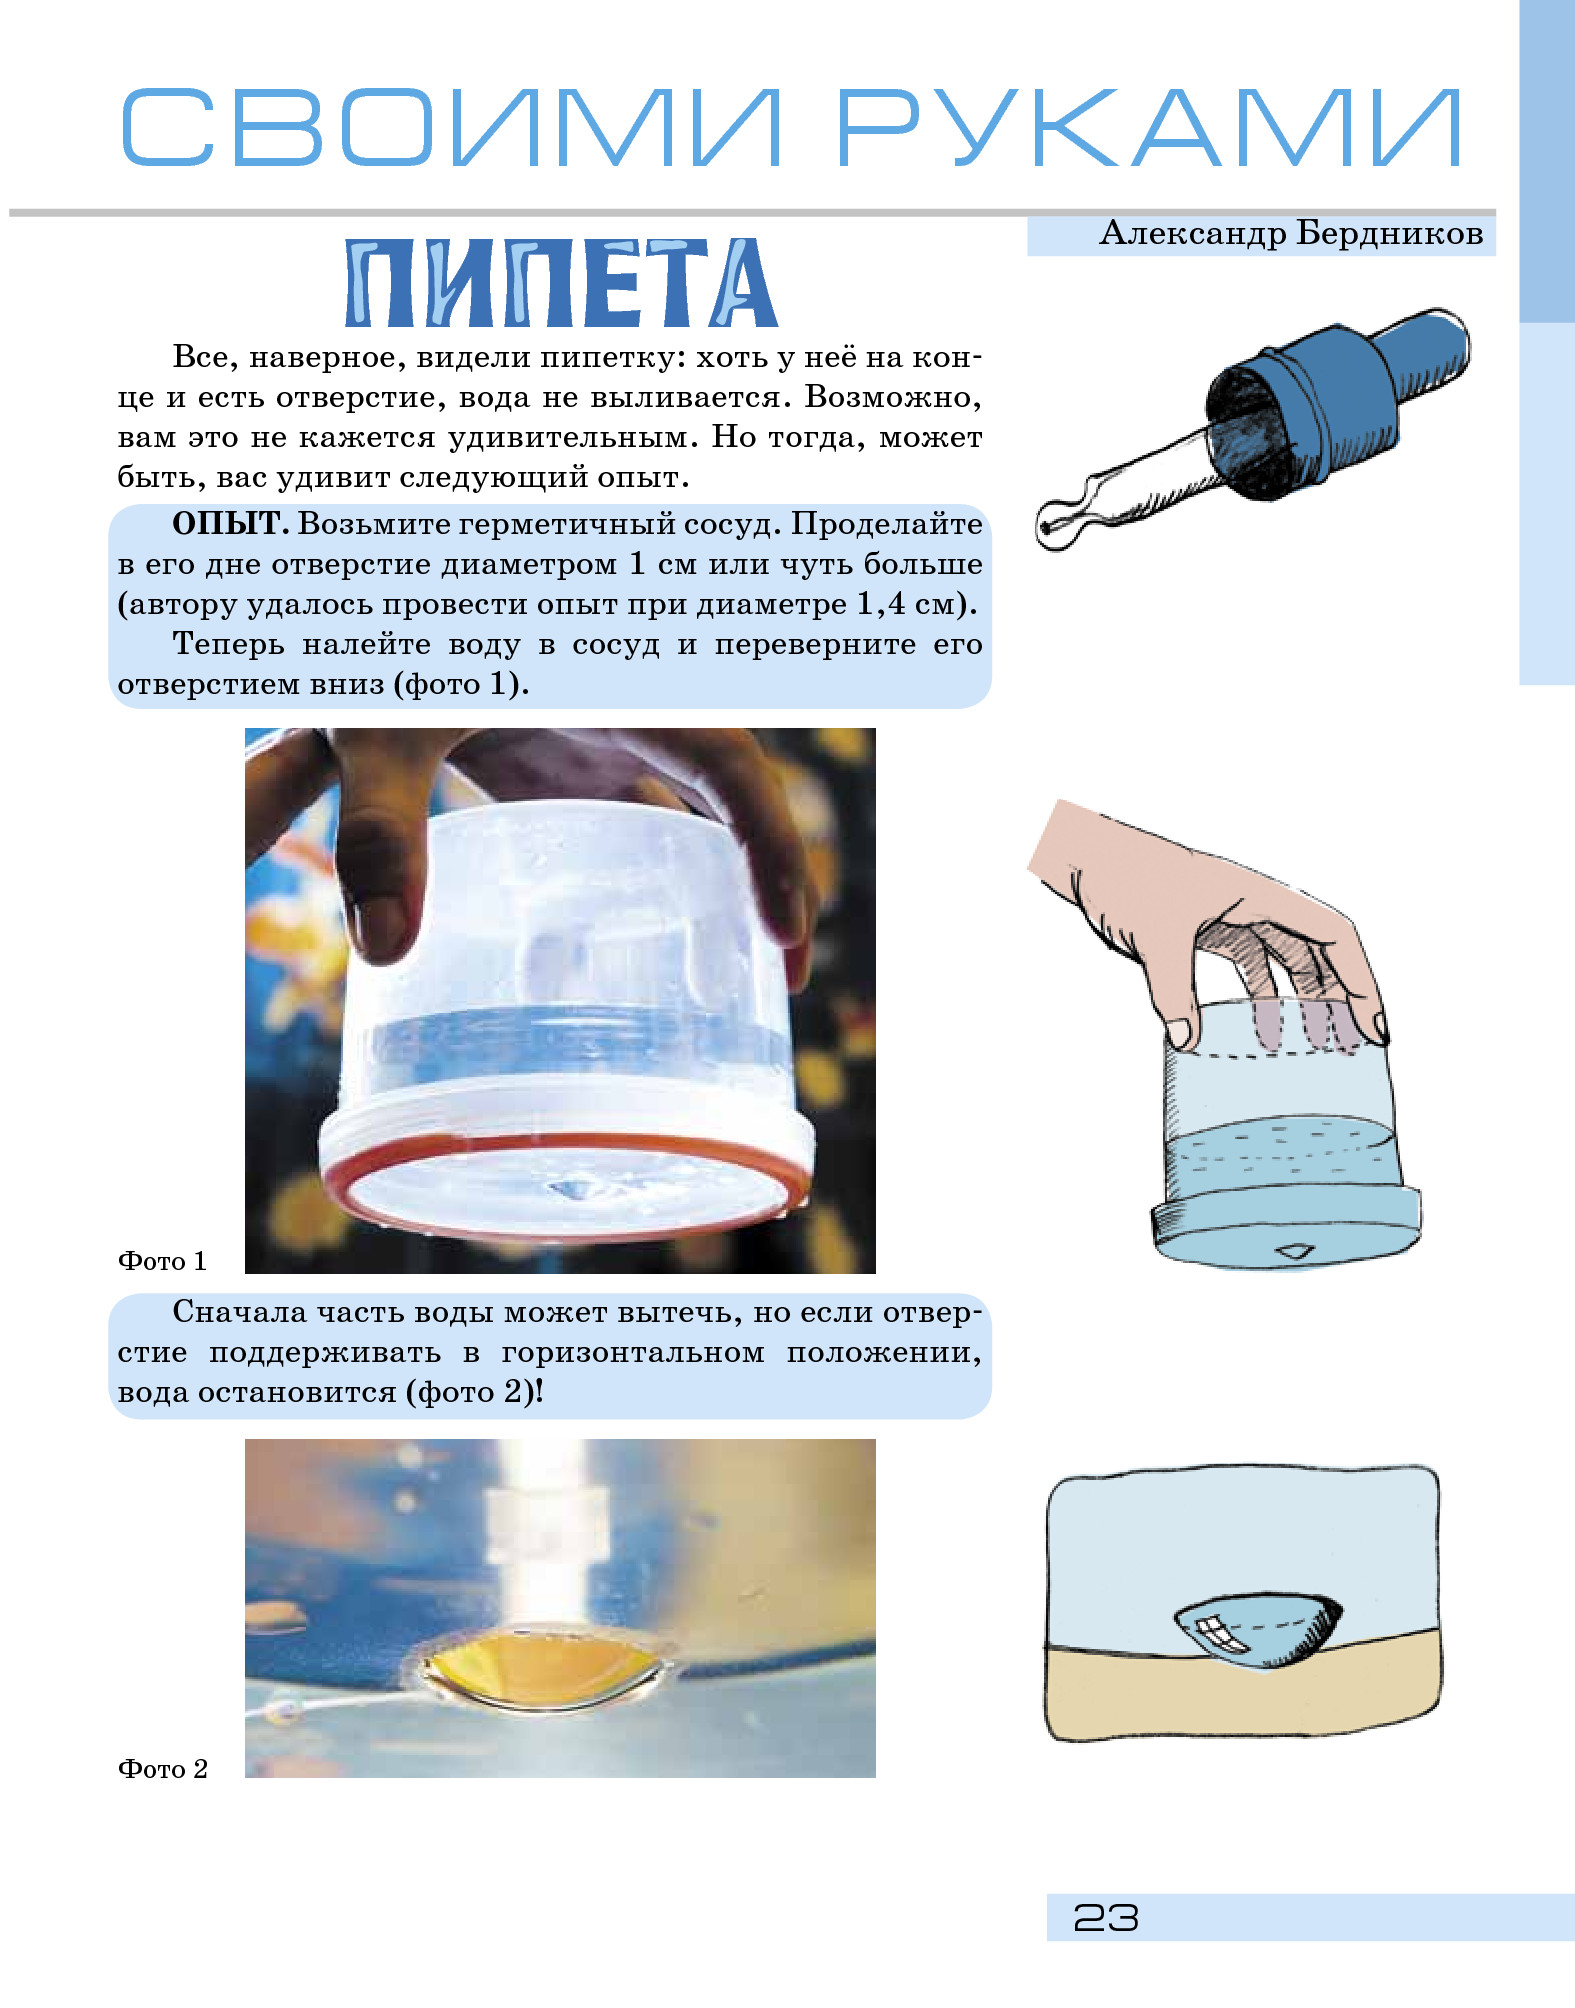 СВОИМИ РУКАМИ
Александр Бердников
ПИПЕТА
Все, наверное, видели пипетку: хоть у неё на кон-
це и есть отверстие, вода не выливается. Возможно,
вам это не кажется удивительным. Но тогда, может
быть, вас удивит следующий опыт.
ОПЫТ. Возьмите герметичный сосуд. Проделайте
в его дне отверстие диаметром 1 см или чуть больше
(автору удалось провести опыт при диаметре 1,4 см).
Теперь налейте воду в сосуд и переверните его
отверстием вниз (фото 1).
Фото 1
Сначала часть воды может вытечь, но если отвер-
стие поддерживать в горизонтальном положении,
вода остановится (фото 2)!
Фото 2
23